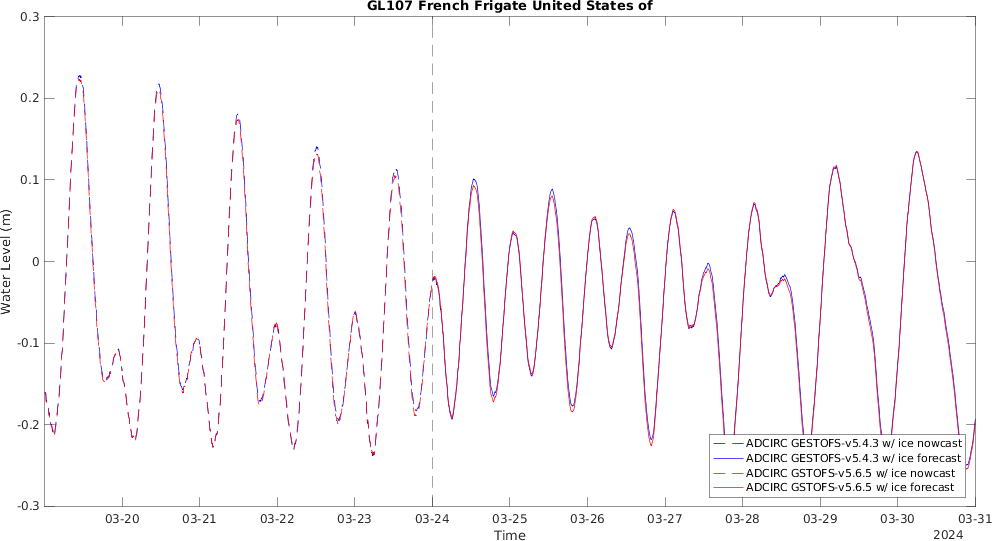 GL107 French Frigate United States of
0.3
0.2
0.1
0
-0.1
-0.2
-0.3
Water Level (m)
ADCIRC GESTOFS-v5.4.3 w/ ice nowcast
ADCIRC GESTOFS-v5.4.3 w/ ice forecast
ADCIRC GSTOFS-v5.6.5 w/ ice nowcast
ADCIRC GSTOFS-v5.6.5 w/ ice forecast
03-20 03-21 03-22 03-23 03-24 03-25 03-26 03-27 03-28 03-29 03-30 03-31
Time
2024